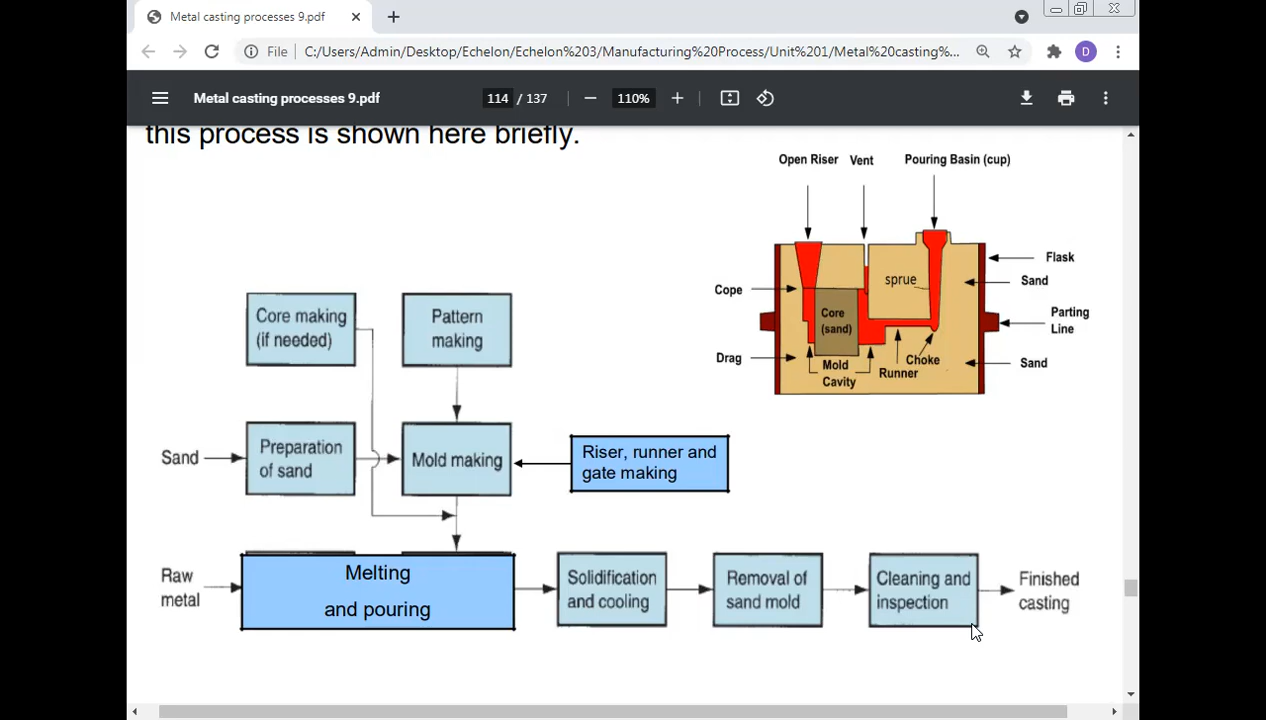 Metal casting processes 9.pdf
File C:/Users/Admin/Desktop/Echelon/Echelon%203/Manufacturing%20Process/Unit%201/Metal%20casting%...
D
Metal casting processes 9.pdf
114 / 137
110%
this process is shown here briefly.
Open Riser Vent Pouring Basin (cup)
Flask
sprue
Sand
Cope
Core
(sand)
Parting
Line
Drag
Mold
Cavity
Runner
Choke
Sand
Core making
(if needed)
Pattern
making
Sand
Preparation
of sand
Mold making
Riser, runner and
gate making
Raw
metal
Melting
and pouring
Solidification
and cooling
Removal of
sand mold
Cleaning and
inspection
Finished
casting